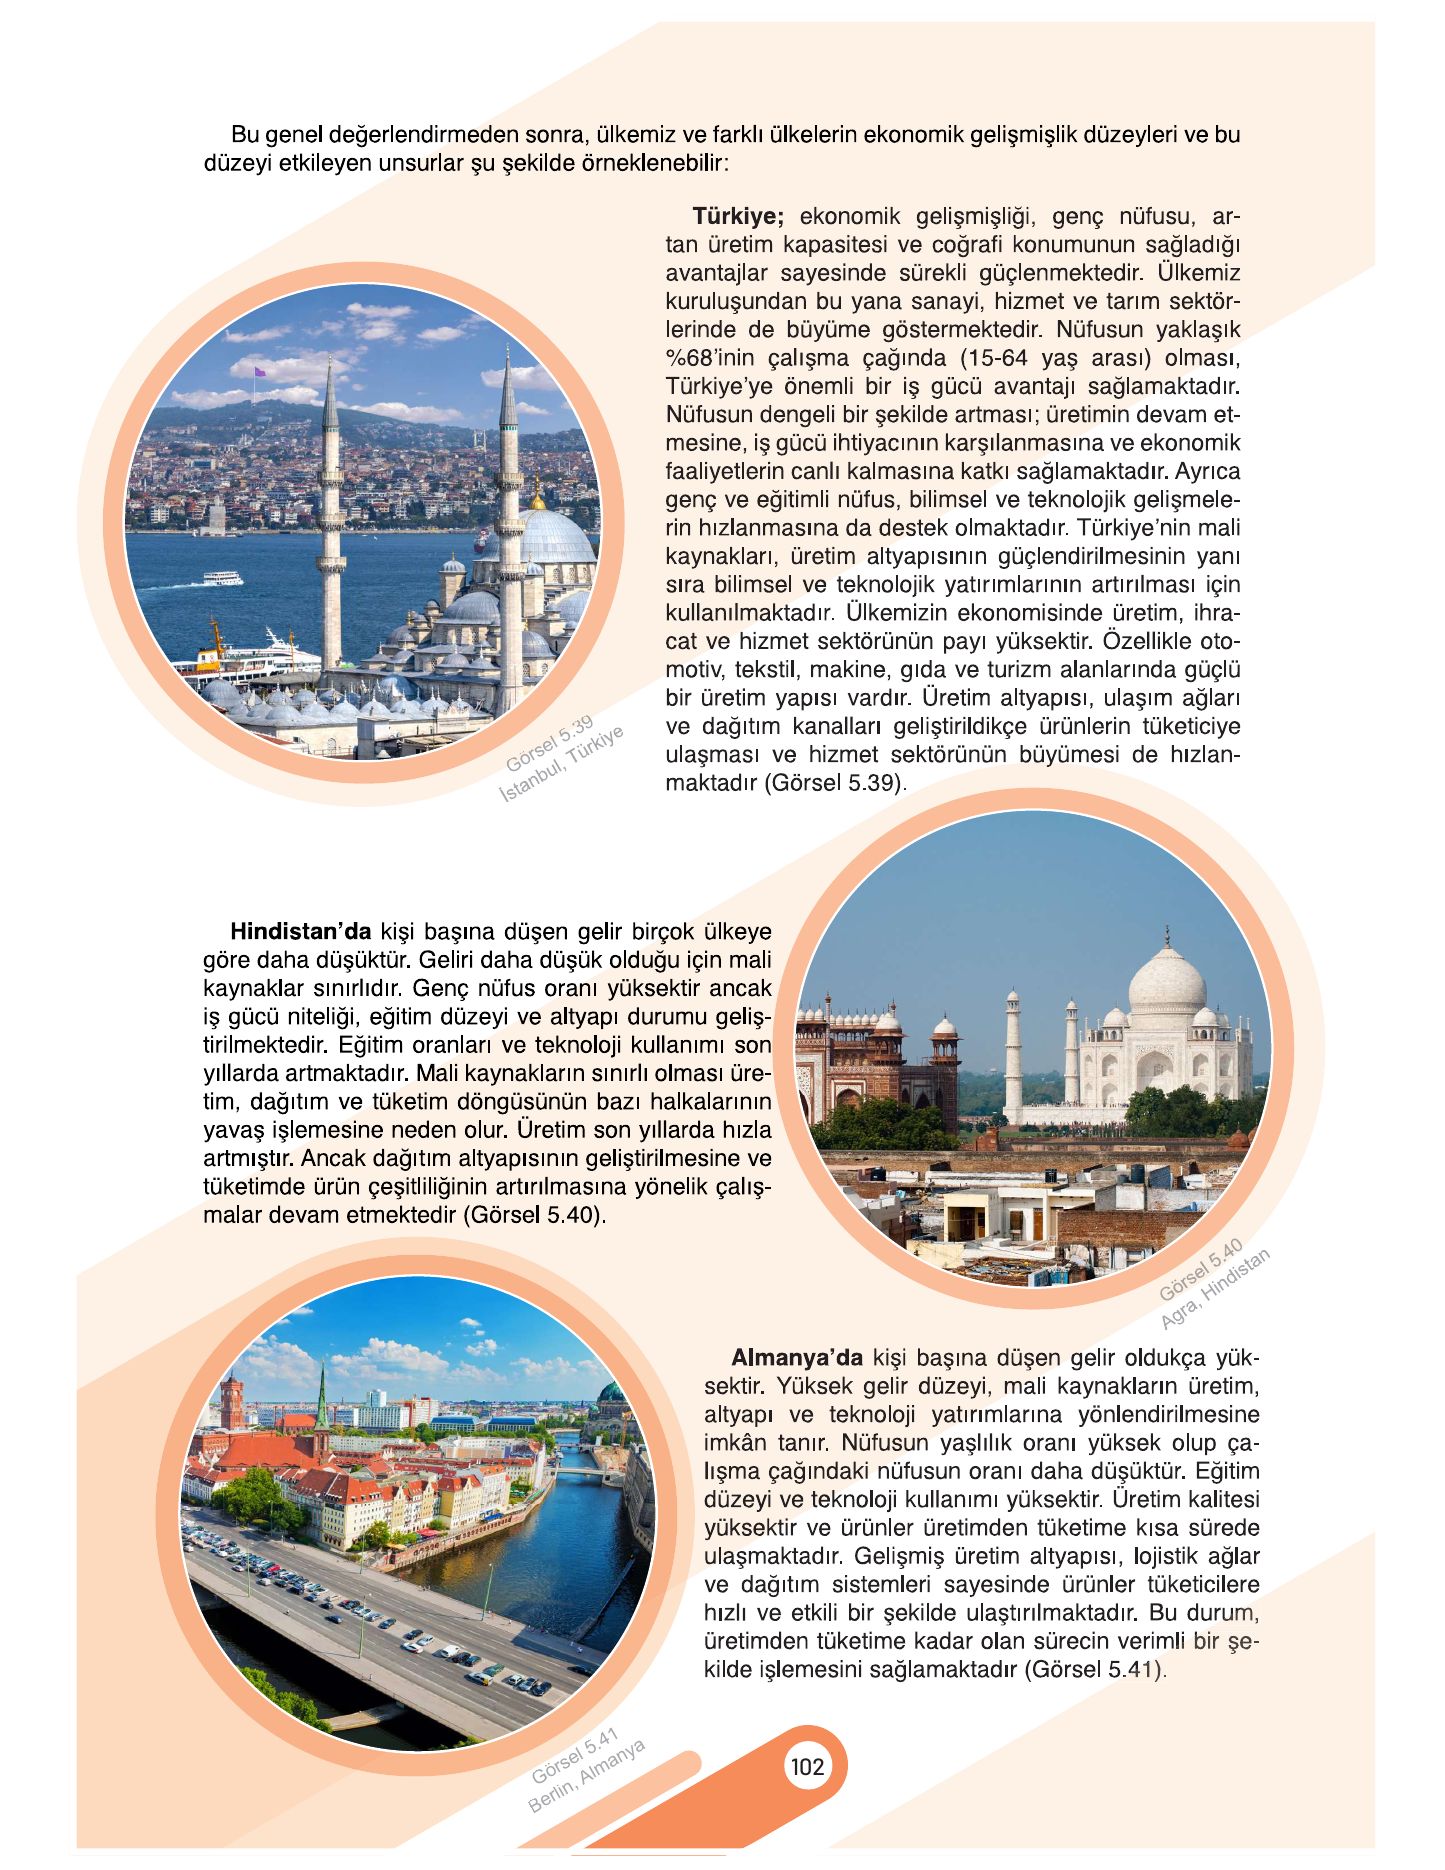 Bu genel değerlendirmeden sonra, ülkemiz ve farklı ülkelerin ekonomik gelişmişlik düzeyleri ve bu
düzeyi etkileyen unsurlar şu şekilde örneklenebilir:
Türkiye; ekonomik gelişmişliği, genç nüfusu, ar-
tan üretim kapasitesi ve coğrafi konumunun sağladığı
avantajlar sayesinde sürekli güçlenmektedir. Ülkemiz
kuruluşundan bu yana sanayi, hizmet ve tarım sektör-
lerinde de büyüme göstermektedir. Nüfusun yaklaşık
%68’inin çalışma çağında (15-64 yaş arası) olması,
Türkiye’ye önemli bir iş gücü avantajı sağlamaktadır.
Nüfusun dengeli bir şekilde artması; üretimin devam et-
mesine, iş gücü ihtiyacının karşılanmasına ve ekonomik
faaliyetlerin canlı kalmasına katkı sağlamaktadır. Ayrıca
genç ve eğitimli nüfus, bilimsel ve teknolojik gelişmele-
rin hızlanmasına da destek olmaktadır. Türkiye’nin mali
kaynakları, üretim altyapısının güçlendirilmesinin yanı
sıra bilimsel ve teknolojik yatırımlarının artırılması için
kullanılmaktadır. Ülkemizin ekonomisinde üretim, ihra-
cat ve hizmet sektörünün payı yüksektir. Özellikle oto-
motiv, tekstil, makine, gıda ve turizm alanlarında güçlü
bir üretim yapısı vardır. Üretim altyapısı, ulaşım ağları
ve dağıtım kanalları geliştirildikçe ürünlerin tüketiciye
ulaşması ve hizmet sektörünün büyümesi de hızlan-
maktadır (Görsel 5.39).
Görsel 5.39
İstanbul, Türkiye
Hindistan’da kişi başına düşen gelir birçok ülkeye
göre daha düşüktür. Geliri daha düşük olduğu için mali
kaynaklar sınırlıdır. Genç nüfus oranı yüksektir ancak
iş gücü niteliği, eğitim düzeyi ve altyapı durumu geliş-
tirilmektedir. Eğitim oranları ve teknoloji kullanımı son
yıllarda artmaktadır. Mali kaynakların sınırlı olması üre-
tim, dağıtım ve tüketim döngüsünün bazı halkalarının
yavaş işlemesine neden olur. Üretim son yıllarda hızla
artmıştır. Ancak dağıtım altyapısının geliştirilmesine ve
tüketimde ürün çeşitliliğinin artırılmasına yönelik çalış-
malar devam etmektedir (Görsel 5.40).
Görsel 5.40
Agra, Hindistan
Almanya’da kişi başına düşen gelir oldukça yük-
sektir. Yüksek gelir düzeyi, mali kaynakların üretim,
altyapı ve teknoloji yatırımlarına yönlendirilmesine
imkân tanır. Nüfusun yaşlılık oranı yüksek olup ça-
lışma çağındaki nüfusun oranı daha düşüktür. Eğitim
düzeyi ve teknoloji kullanımı yüksektir. Üretim kalitesi
yüksektir ve ürünler üretimden tüketime kısa sürede
ulaşmaktadır. Gelişmiş üretim altyapısı, lojistik ağlar
ve dağıtım sistemleri sayesinde ürünler tüketicilere
hızlı ve etkili bir şekilde ulaştırılmaktadır. Bu durum,
üretimden tüketime kadar olan sürecin verimli bir şe-
kilde işlemesini sağlamaktadır (Görsel 5.41).
Görsel 5.41
Berlin, Almanya
102